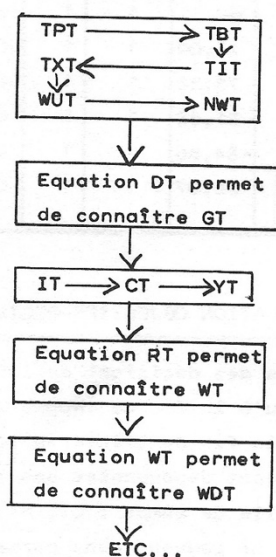 TPT TBT
TXT TIT
WUT NWT
Equation DT permet
de connaître GT
IT CT YT
Equation RT permet
de connaître WT
Equation WT permet
de connaître WDT
ETC...